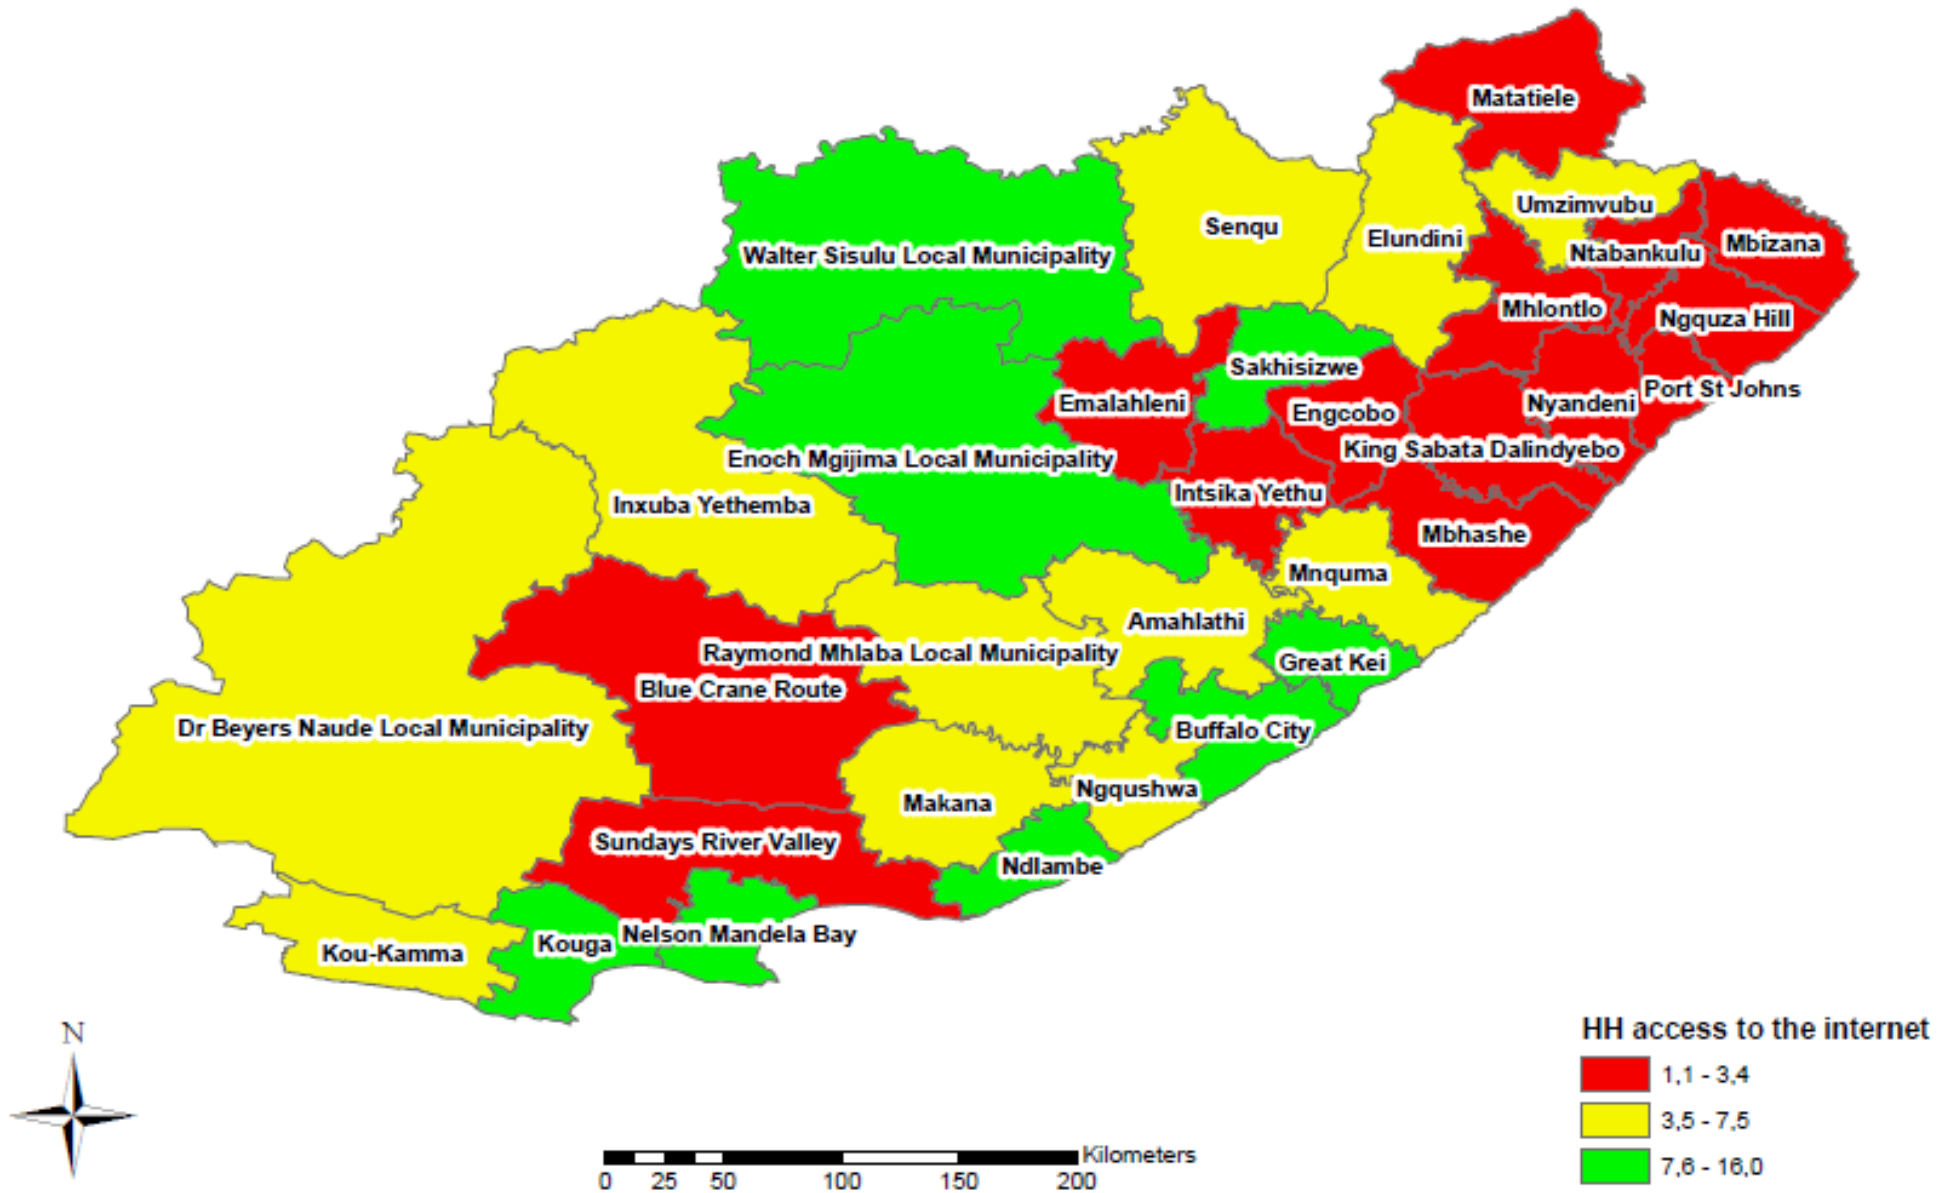 Matatiele
Umzimvubu
Senqu
Elundini
Mbizana
Ntabankulu
Walter Sisulu Local Municipality
Mhlontlo
Ngquza Hill
Sakhisizwe
Port St Johns
Emalahleni
Nyandeni
Engcobo
King Sabata Dalindyebo
Enoch Mgijima Local Municipality
Intsika Yethu
Inxuba Yethemba
Mbhashe
Mnquma
Amahlathi
Raymond Mhlaba Local Municipality
Great Kei
Blue Crane Route
Dr Beyers Naude Local Municipality
Buffalo City
Ngqushwa
Makana
Sundays River Valley
Ndlambe
Nelson Mandela Bay
Kouga
Kou-Kamma
N
HH access to the internet
1,1 - 3,4
3,5 - 7,5
7,6 - 16,0
Kilometers
0 25 50 100 150 200